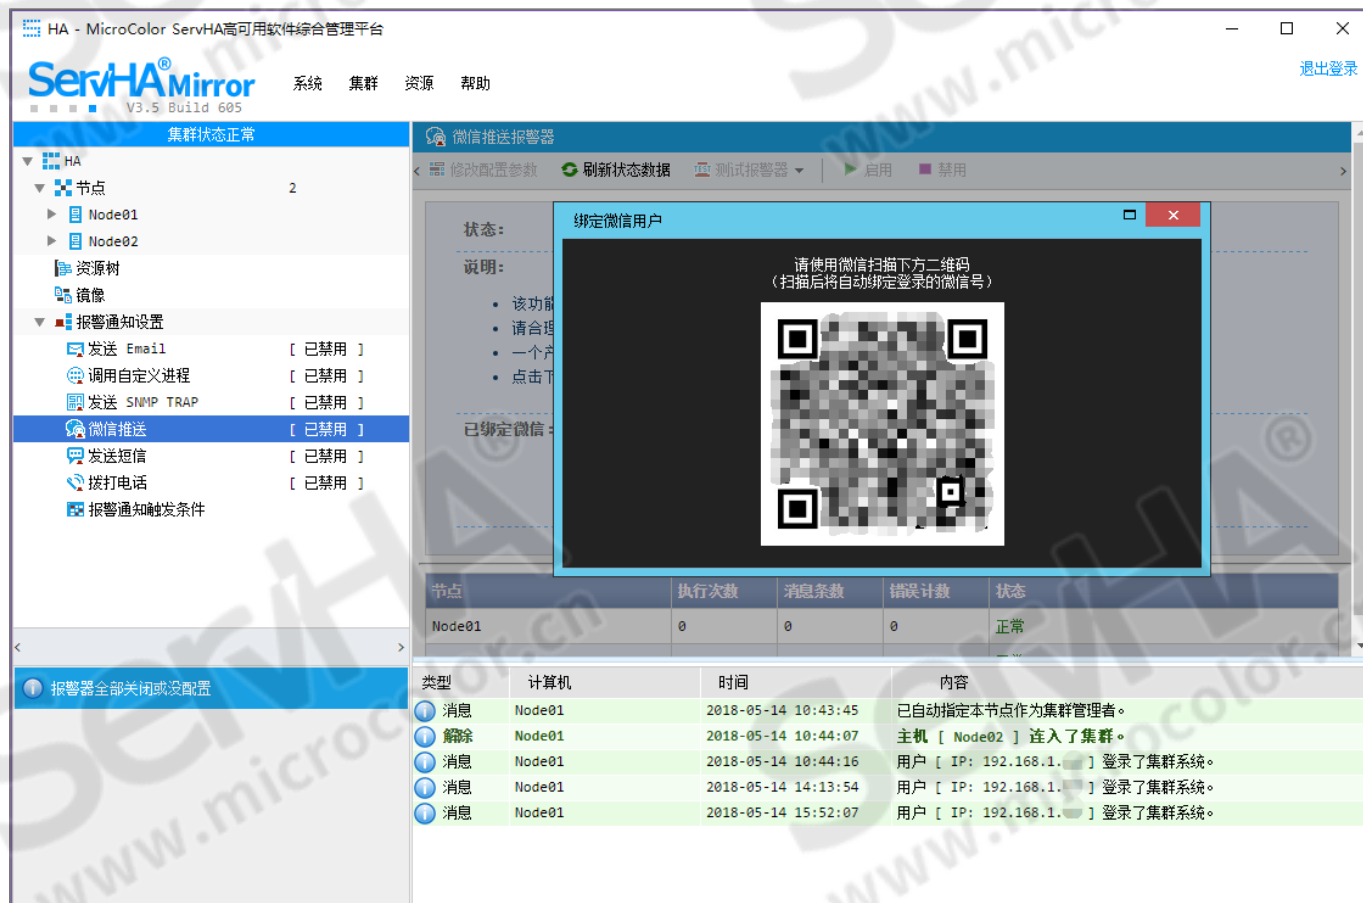 HA - MicroColor ServHA高可用软件综合管理平台
ServHA® Mirror
V3.5 Build 605
系统 集群 资源 帮助
退出登录
集群状态正常
HA
节点 2
Node01
Node02
资源树
镜像
报警通知设置
发送 Email [ 已禁用 ]
调用自定义进程 [ 已禁用 ]
发送 SNMP TRAP [ 已禁用 ]
微信推送 [ 已禁用 ]
发送短信 [ 已禁用 ]
拨打电话 [ 已禁用 ]
报警通知触发条件
报警器全部关闭或没配置
微信推送报警器
修改配置参数 刷新状态数据 测试报警器 启用 禁用
状态:
说明:
• 该功能
• 请合理
• 一个产
• 点击下
已绑定微信:
绑定微信用户
请使用微信扫描下方二维码
(扫描后将自动绑定登录的微信号)
节点 执行次数 消息条数 错误计数 状态
Node01 0 0 0 正常
类型 计算机 时间 内容
消息 Node01 2018-05-14 10:43:45 已自动指定本节点作为集群管理者。
解除 Node01 2018-05-14 10:44:07 主机 [ Node02 ] 连入了集群。
消息 Node01 2018-05-14 10:44:16 用户 [ IP: 192.168.1. ] 登录了集群系统。
消息 Node01 2018-05-14 14:13:54 用户 [ IP: 192.168.1. ] 登录了集群系统。
消息 Node01 2018-05-14 15:52:07 用户 [ IP: 192.168.1. ] 登录了集群系统。
ServHA®
www.microcolor.cn